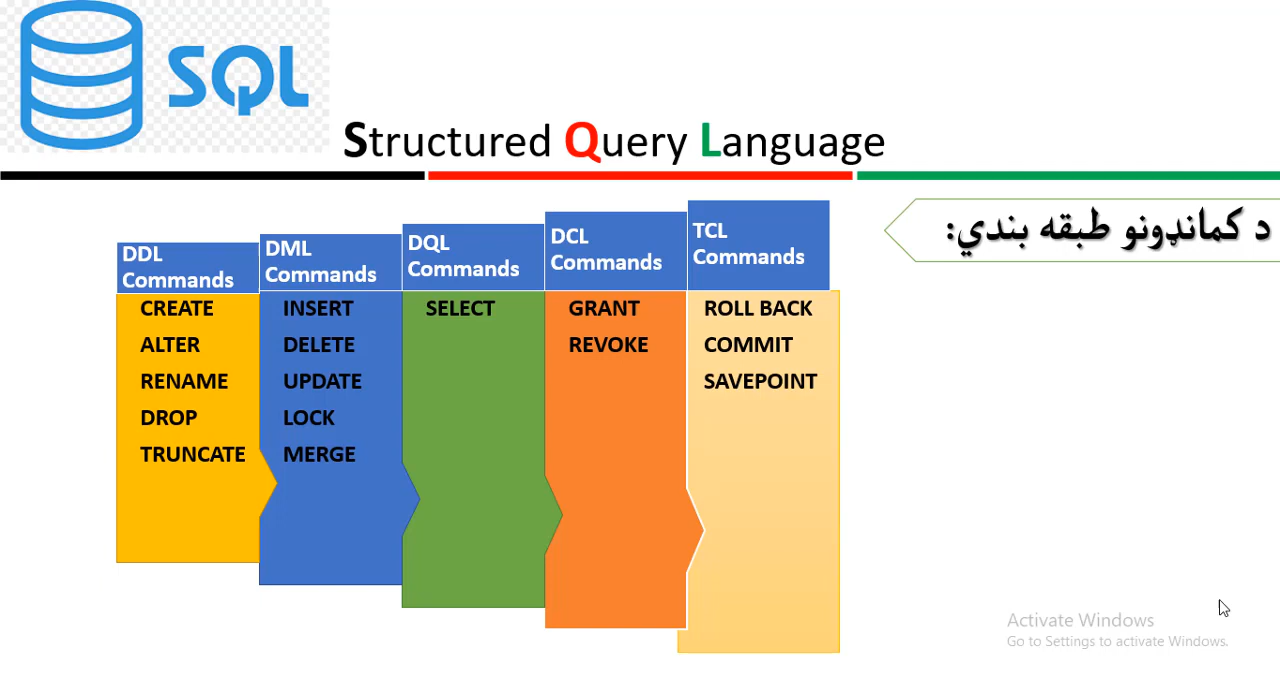 SQL
Structured Query Language
د کمانډونو طبقه بندي:
DDL
Commands
CREATE
ALTER
RENAME
DROP
TRUNCATE
DML
Commands
INSERT
DELETE
UPDATE
LOCK
MERGE
DQL
Commands
SELECT
DCL
Commands
GRANT
REVOKE
TCL
Commands
ROLL BACK
COMMIT
SAVEPOINT
Activate Windows
Go to Settings to activate Windows.